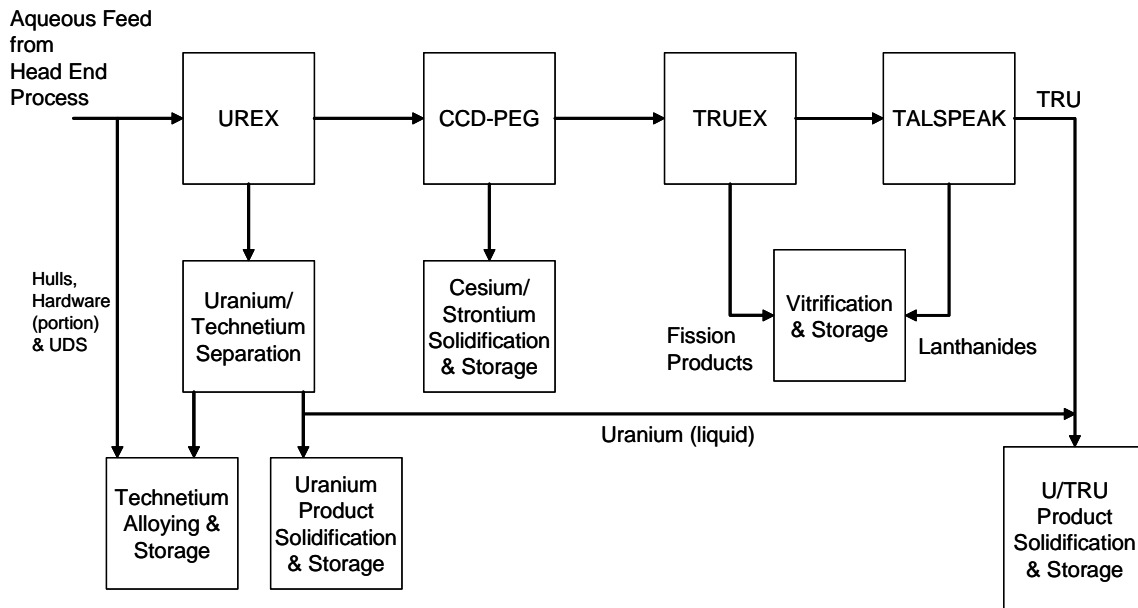 Aqueous Feed
from
Head End
Process
UREX
CCD-PEG
TRUEX
TALSPEAK
TRU
Hulls,
Hardware
(portion)
& UDS
Uranium/
Technetium
Separation
Cesium/
Strontium
Solidification
& Storage
Fission
Products
Vitrification
& Storage
Lanthanides
Uranium (liquid)
Technetium
Alloying &
Storage
Uranium
Product
Solidification
& Storage
U/TRU
Product
Solidification
& Storage